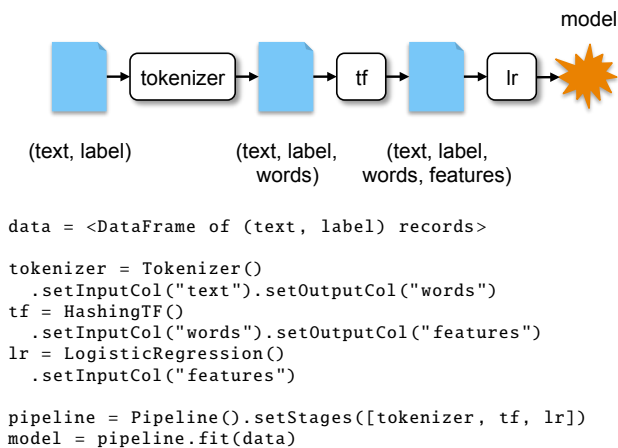 model
tokenizer
tf
lr
(text, label)
(text, label,
words)
(text, label,
words, features)
data = <DataFrame of (text, label) records>
tokenizer = Tokenizer()
  .setInputCol("text").setOutputCol("words")
tf = HashingTF()
  .setInputCol("words").setOutputCol("features")
lr = LogisticRegression()
  .setInputCol("features")
pipeline = Pipeline().setStages([tokenizer, tf, lr])
model = pipeline.fit(data)